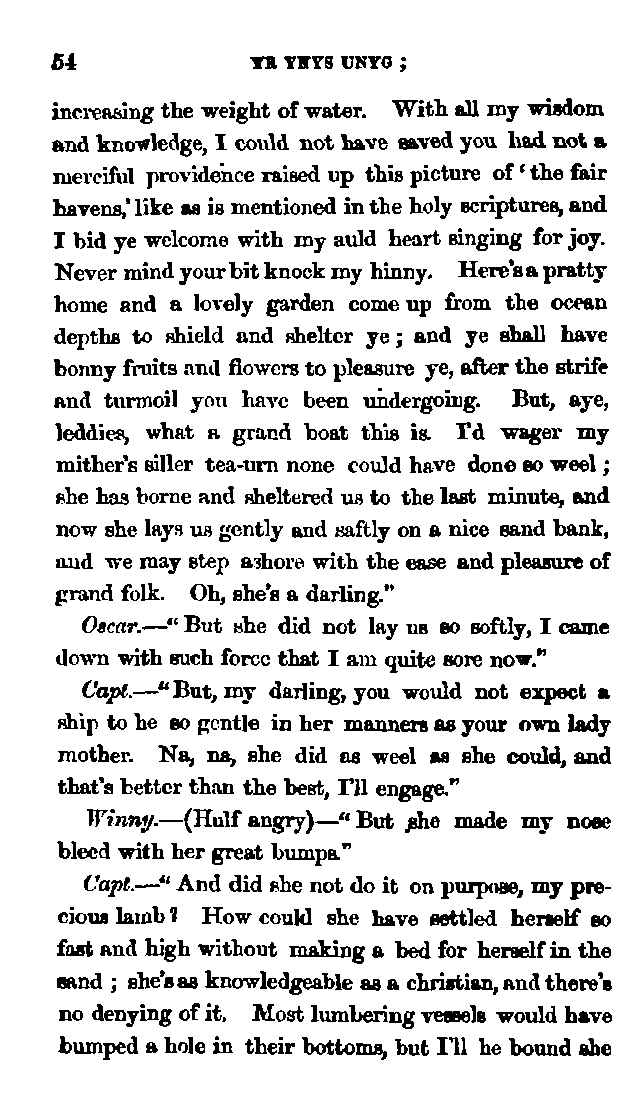 54 YR YNYS UNYG ;
increasing the weight of water. With all my wisdom
and knowledge, I could not have saved you had not a
merciful providence raised up this picture of ‘the fair
havens,’ like as is mentioned in the holy scriptures, and
I bid ye welcome with my auld heart singing for joy.
Never mind your bit knock my hinny. Here's a pratty
home and a lovely garden come up from the ocean
depths to shield and shelter ye ; and ye shall have
bonny fruits and flowers to pleasure ye, after the strife
and turmoil you have been undergoing. But, aye,
leddies, what a grand boat this is. I'd wager my
mither's siller tea-urn none could have done so weel ;
she has borne and sheltered us to the last minute, and
now she lays us gently and saftly on a nice sand bank,
and we may step ashore with the ease and pleasure of
grand folk. Oh, she's a darling."
Oscar.—"But she did not lay us so softly, I came
down with such force that I am quite sore now."
Capt.—"But, my darling, you would not expect a
ship to be so gentle in her manners as your own lady
mother. Na, na, she did as weel as she could, and
that's better than the best, I'll engage."
Winny.—(Half angry)—"But she made my nose
bleed with her great bumps."
Capt.—"And did she not do it on purpose, my pre-
cious lamb? How could she have settled herself so
fast and high without making a bed for herself in the
sand ; she's as knowledgeable as a christian, and there's
no denying of it. Most lumbering vessels would have
bumped a hole in their bottoms, but I'll be bound she